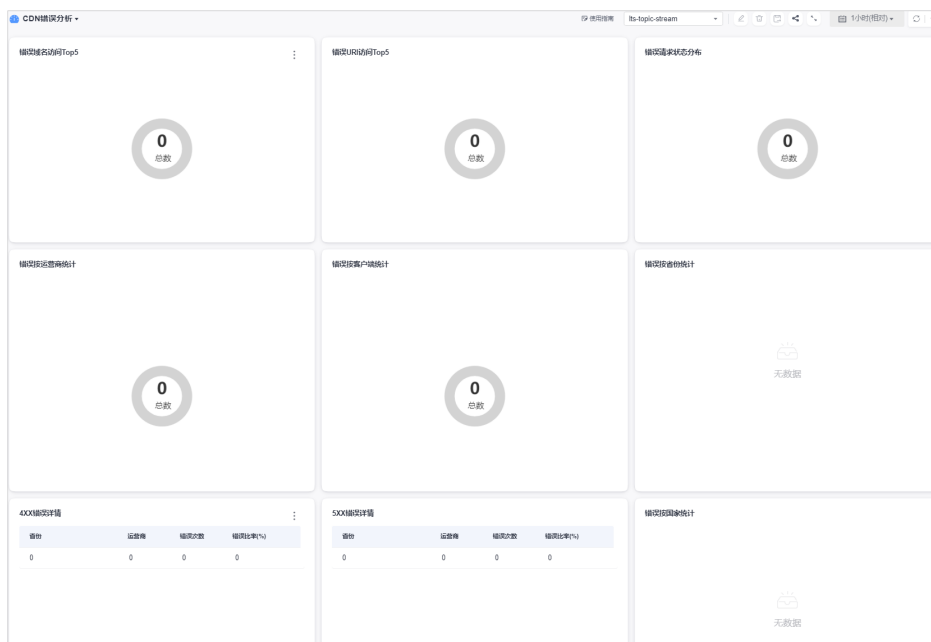 CDN错误分析
使用指南
lts-topic-stream
1小时(相对)
错误域名访问Top5
错误URI访问Top5
错误请求状态分布
0
总数
0
总数
0
总数
错误按运营商统计
错误按客户端统计
错误按省份统计
0
总数
0
总数
无数据
4XX错误详情
5XX错误详情
错误按国家统计
省份 运营商 错误次数 错误比率(%)
省份 运营商 错误次数 错误比率(%)
0 0 0 0
0 0 0 0
无数据